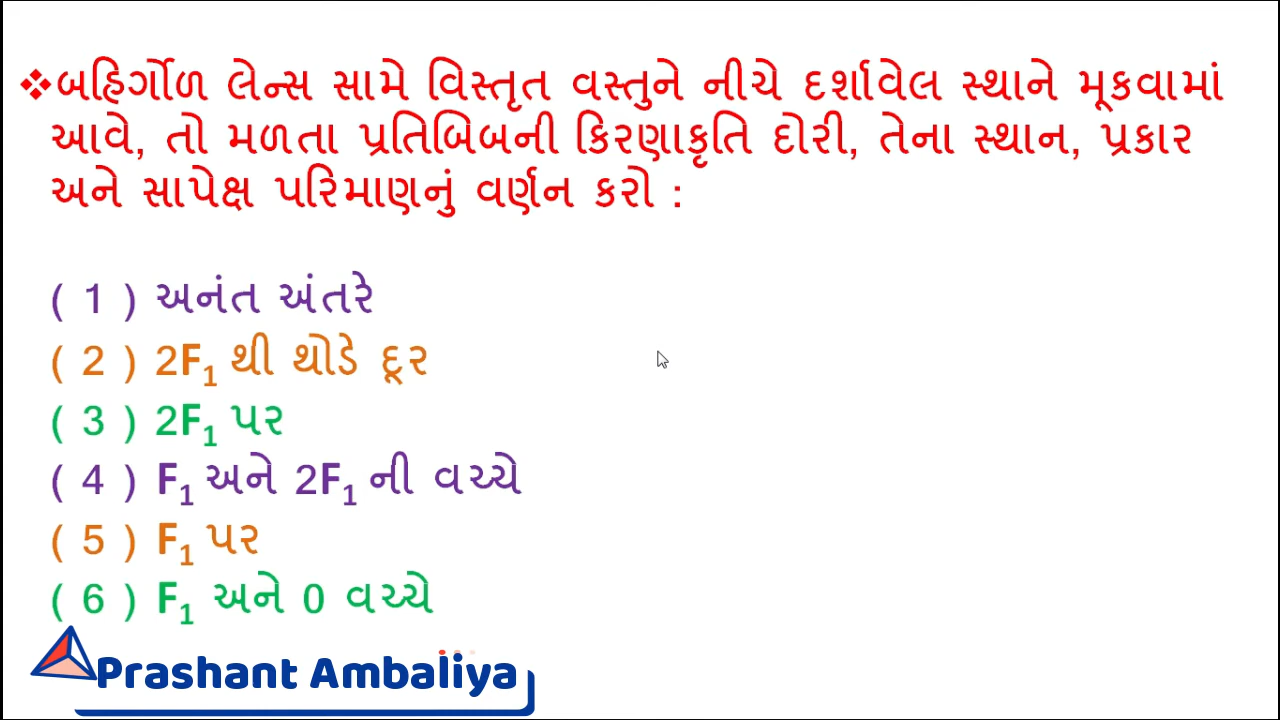 ❖બહિર્ગોળ લેન્સ સામે વિસ્તૃત વસ્તુને નીચે દર્શાવેલ સ્થાને મૂકવામાં
આવે, તો મળતા પ્રતિબિબની કિરણાકૃતિ દોરી, તેના સ્થાન, પ્રકાર
અને સાપેક્ષ પરિમાણનું વર્ણન કરો :
( 1 ) અનંત અંતરે
( 2 ) 2F₁ થી થોડે દૂર
( 3 ) 2F₁ પર
( 4 ) F₁ અને 2F₁ ની વચ્ચે
( 5 ) F₁ પર
( 6 ) F₁ અને 0 વચ્ચે
Prashant Ambaliya